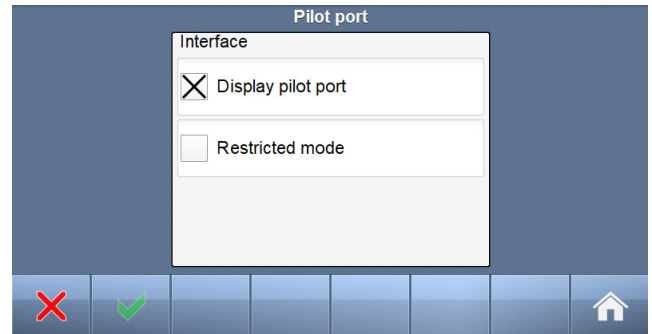 Pilot port
Interface
Display pilot port
Restricted mode